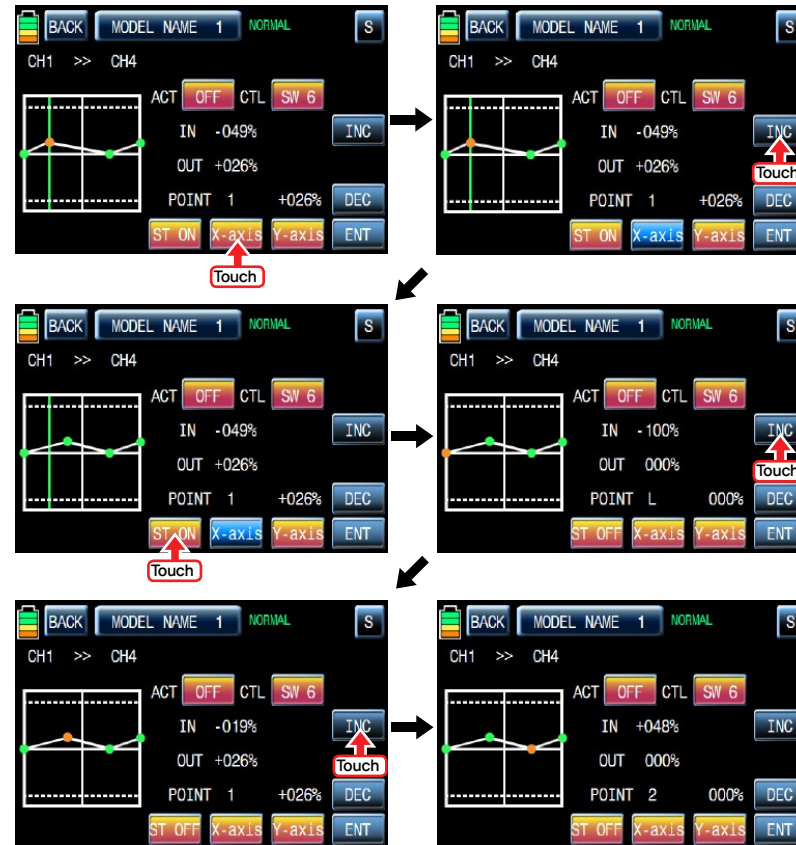 BACK MODEL NAME 1 NORMAL S
CH1 >> CH4
ACT OFF CTL SW 6
IN -049% INC
OUT +026%
POINT 1 +026% DEC
ST ON X-axis Y-axis ENT
Touch
BACK MODEL NAME 1 NORMAL S
CH1 >> CH4
ACT OFF CTL SW 6
IN -049% INC
Touch
OUT +026%
POINT 1 +026% DEC
ST ON X-axis Y-axis ENT
BACK MODEL NAME 1 NORMAL S
CH1 >> CH4
ACT OFF CTL SW 6
IN -049% INC
OUT +026%
POINT 1 +026% DEC
ST ON X-axis Y-axis ENT
Touch
BACK MODEL NAME 1 NORMAL S
CH1 >> CH4
ACT OFF CTL SW 6
IN -100% INC
OUT 000%
Touch
POINT L 000% DEC
ST OFF X-axis Y-axis ENT
BACK MODEL NAME 1 NORMAL S
CH1 >> CH4
ACT OFF CTL SW 6
IN -019% INC
OUT +026%
Touch
POINT 1 +026% DEC
ST OFF X-axis Y-axis ENT
BACK MODEL NAME 1 NORMAL S
CH1 >> CH4
ACT OFF CTL SW 6
IN +048% INC
OUT 000%
POINT 2 000% DEC
ST OFF X-axis Y-axis ENT